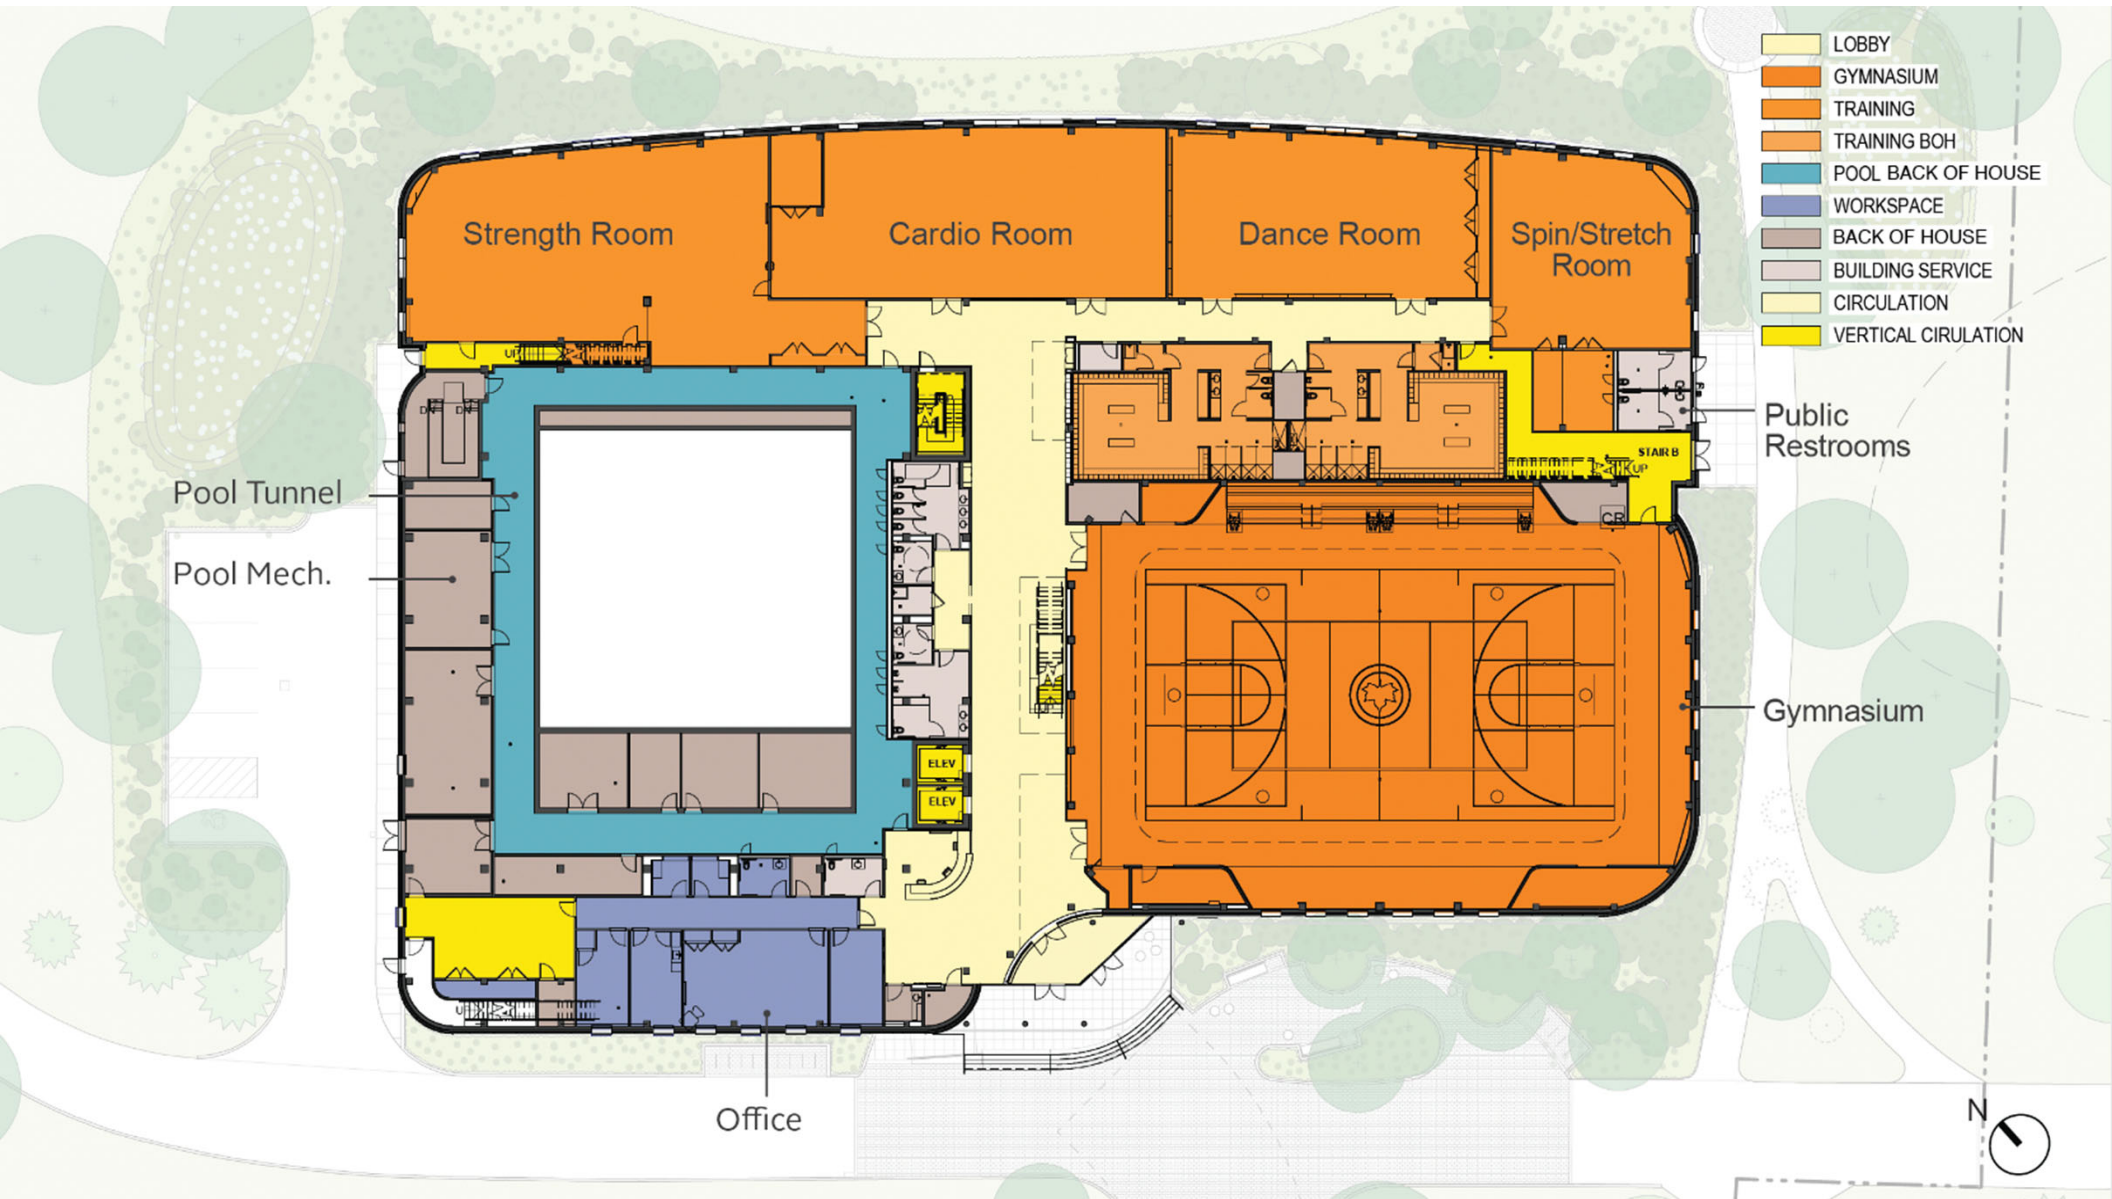 LOBBY
GYMNASIUM
TRAINING
TRAINING BOH
POOL BACK OF HOUSE
WORKSPACE
BACK OF HOUSE
BUILDING SERVICE
CIRCULATION
VERTICAL CIRULATION
Strength Room
Cardio Room
Dance Room
Spin/Stretch
Room
UP
DN
DN
Public
Restrooms
STAIR B
UP
Pool Tunnel
CR
Pool Mech.
Gymnasium
ELEV
ELEV
Office
N